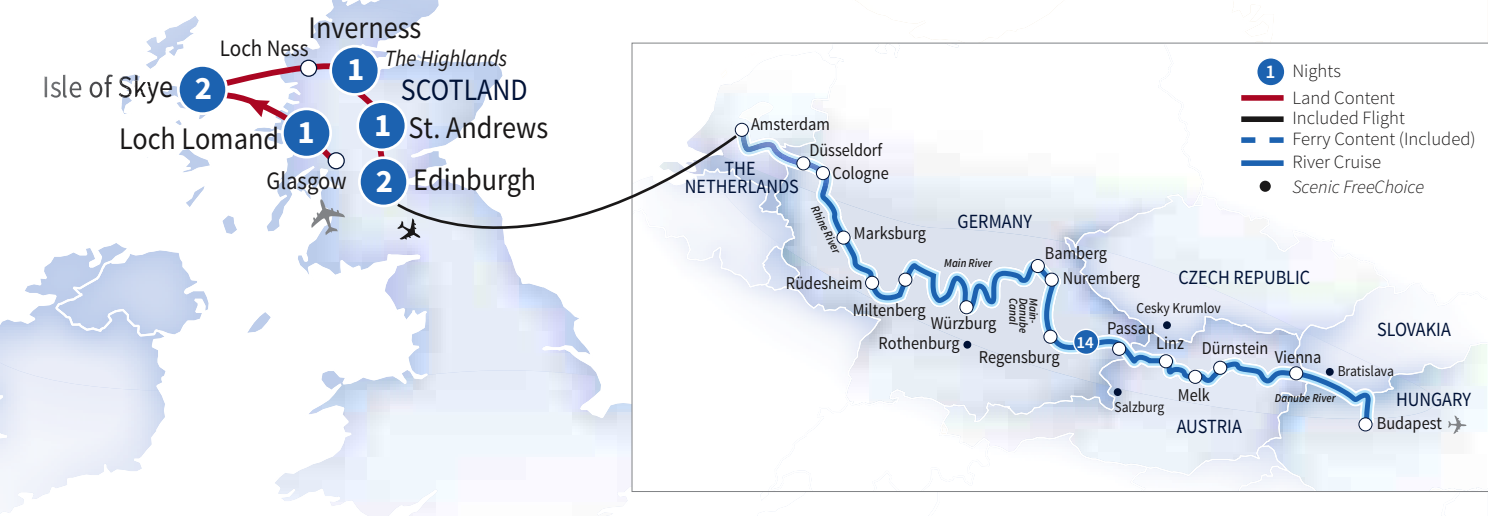 Inverness
Loch Ness
1
The Highlands
Isle of Skye
2
SCOTLAND
Loch Lomand
1
1
St. Andrews
Glasgow
2
Edinburgh
1
Nights
Land Content
Included Flight
Ferry Content (Included)
River Cruise
Scenic FreeChoice
Amsterdam
Düsseldorf
THE
NETHERLANDS
Cologne
Rhine River
Marksburg
GERMANY
Rüdesheim
Main River
Bamberg
Nuremberg
CZECH REPUBLIC
Miltenberg
Würzburg
Main-
Danube
Canal
Cesky Krumlov
Rothenburg
Regensburg
14
Passau
Linz
Dürnstein
Vienna
SLOVAKIA
Bratislava
Melk
Danube River
HUNGARY
Salzburg
AUSTRIA
Budapest